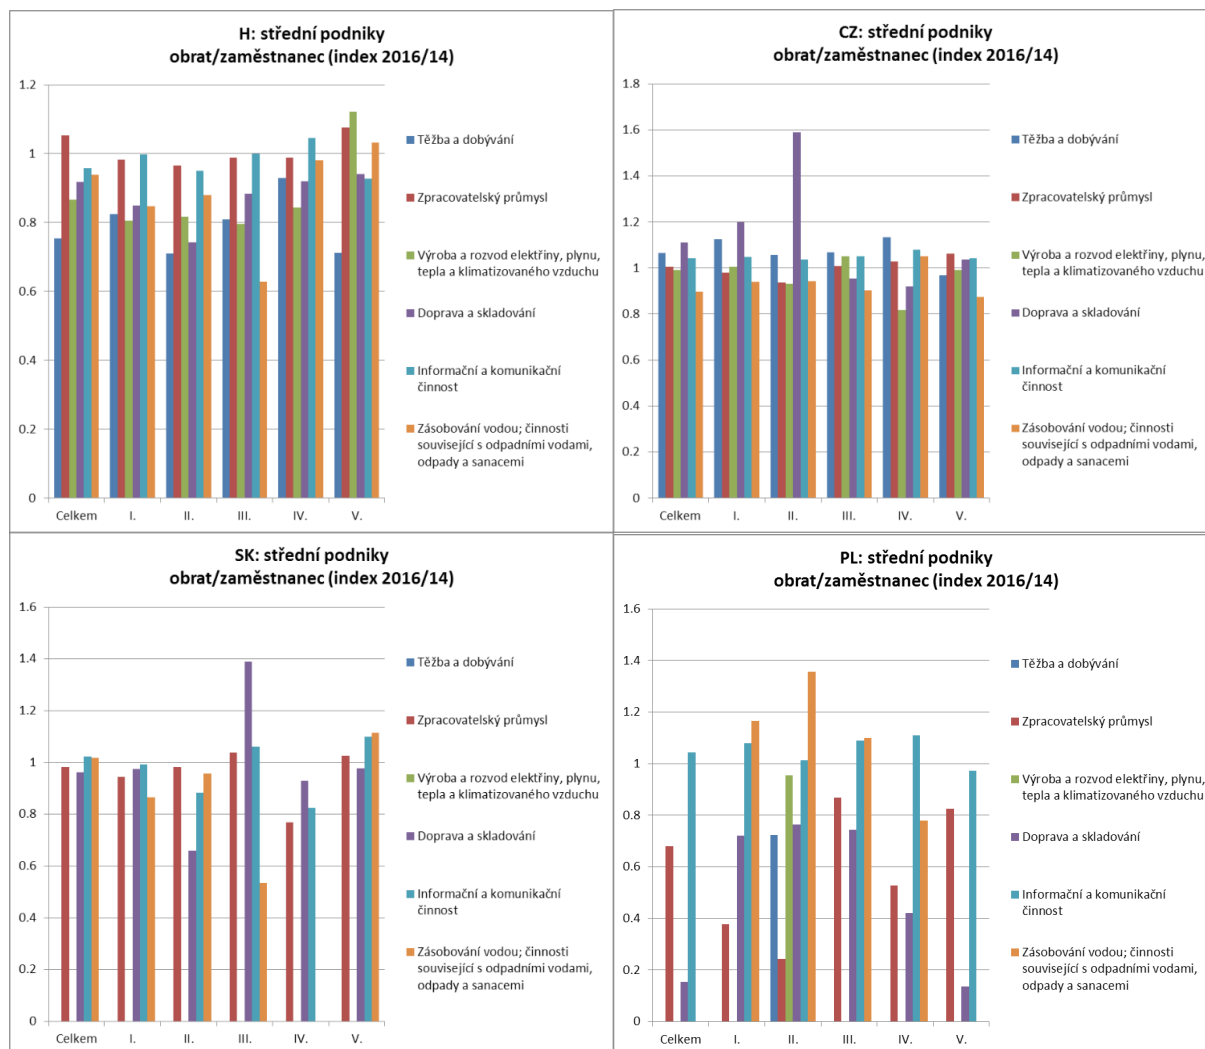 H: střední podniky
obrat/zaměstnanec (index 2016/14)
1.2
1
0.8
0.6
0.4
0.2
0
Celkem I. II. III. IV. V.
Těžba a dobývání
Zpracovatelský průmysl
Výroba a rozvod elektřiny, plynu,
tepla a klimatizovaného vzduchu
Doprava a skladování
Informační a komunikační
činnost
Zásobování vodou; činnosti
související s odpadními vodami,
odpady a sanacemi
CZ: střední podniky
obrat/zaměstnanec (index 2016/14)
1.8
1.6
1.4
1.2
1
0.8
0.6
0.4
0.2
0
Celkem I. II. III. IV. V.
Těžba a dobývání
Zpracovatelský průmysl
Výroba a rozvod elektřiny, plynu,
tepla a klimatizovaného vzduchu
Doprava a skladování
Informační a komunikační
činnost
Zásobování vodou; činnosti
související s odpadními vodami,
odpady a sanacemi
SK: střední podniky
obrat/zaměstnanec (index 2016/14)
1.6
1.4
1.2
1
0.8
0.6
0.4
0.2
0
Celkem I. II. III. IV. V.
Těžba a dobývání
Zpracovatelský průmysl
Výroba a rozvod elektřiny, plynu,
tepla a klimatizovaného vzduchu
Doprava a skladování
Informační a komunikační
činnost
Zásobování vodou; činnosti
související s odpadními vodami,
odpady a sanacemi
PL: střední podniky
obrat/zaměstnanec (index 2016/14)
1.6
1.4
1.2
1
0.8
0.6
0.4
0.2
0
Celkem I. II. III. IV. V.
Těžba a dobývání
Zpracovatelský průmysl
Výroba a rozvod elektřiny, plynu,
tepla a klimatizovaného vzduchu
Doprava a skladování
Informační a komunikační
činnost
Zásobování vodou; činnosti
související s odpadními vodami,
odpady a sanacemi